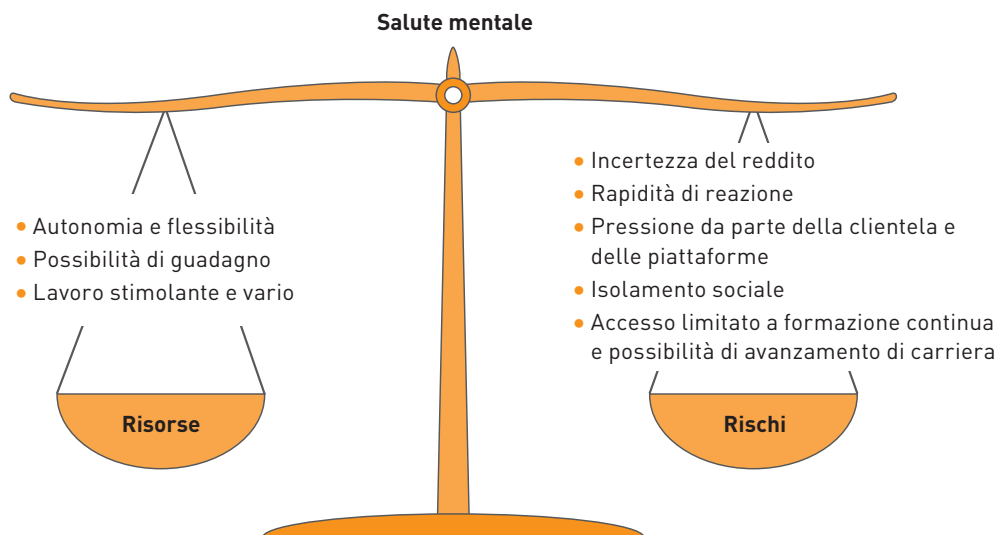 Salute mentale
• Autonomia e flessibilità
• Possibilità di guadagno
• Lavoro stimolante e vario
Risorse
• Incertezza del reddito
• Rapidità di reazione
• Pressione da parte della clientela e
delle piattaforme
• Isolamento sociale
• Accesso limitato a formazione continua
e possibilità di avanzamento di carriera
Rischi